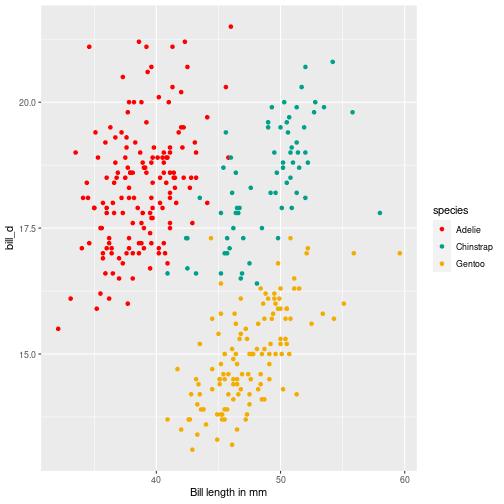 20.0
17.5
15.0
bill_d
40
50
60
Bill length in mm
species
Adelie
Chinstrap
Gentoo